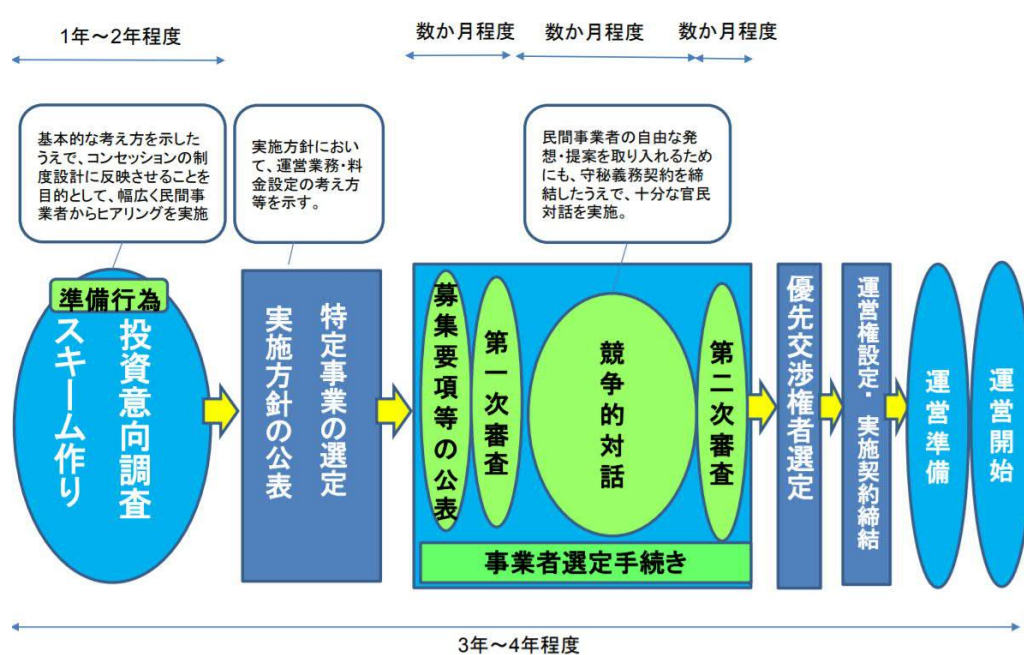 1年～2年程度
数か月程度
数か月程度
数か月程度
基本的な考え方を示した
うえで、コンセッションの制
度設計に反映させることを
目的として、幅広く民間事
業者からヒアリングを実施
実施方針におい
て、運営業務・料
金設定の考え方
等を示す。
民間事業者の自由な発
想・提案を取り入れるため
にも、守秘義務契約を締
結したうえで、十分な官民
対話を実施。
準備行為
投資意向調査
スキーム作り
特定事業の選定
実施方針の公表
募集要項等の公表
第一次審査
競争的対話
第二次審査
事業者選定手続き
優先交渉権者選定
運営権設定・実施契約締結
運営準備
運営開始
3年～4年程度